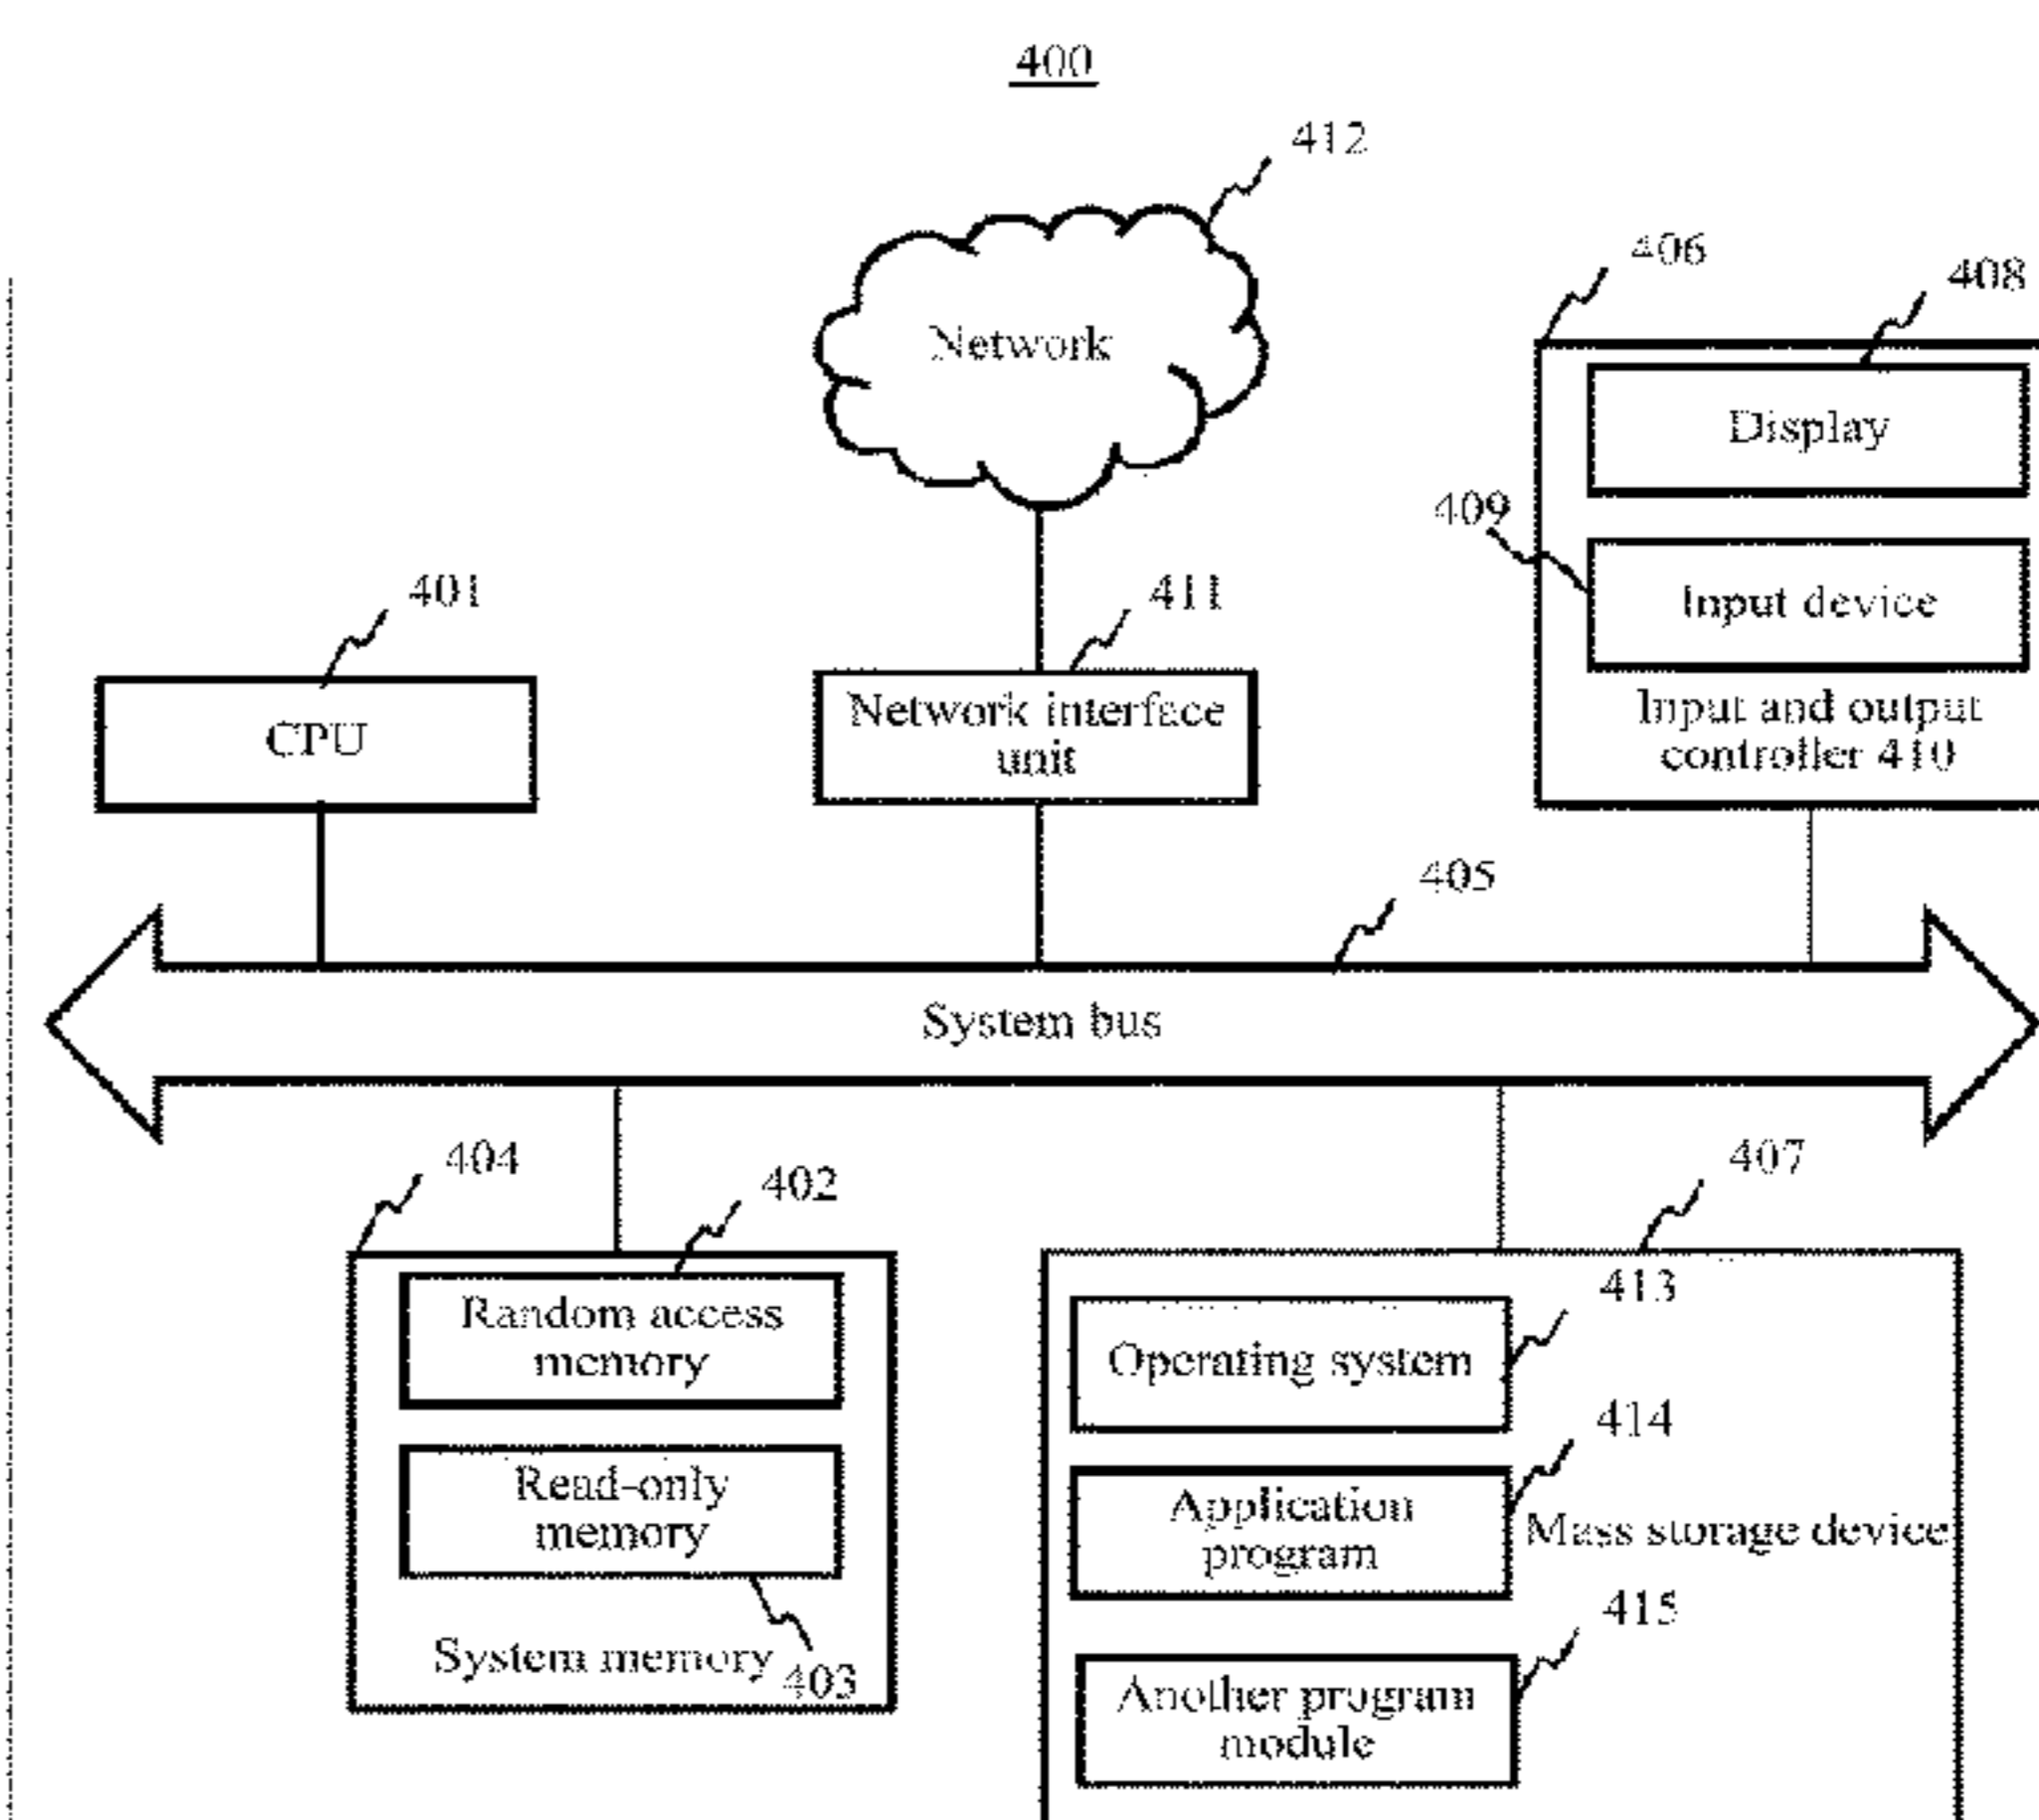 400
412
Network
406
408
Display
409
Input device
Input and output
controller 410
401
CPU
411
Network interface
unit
405
System bus
404
402
Random access
memory
Read-only
memory
System memory
403
407
413
Operating system
414
Application
program
Mass storage device
415
Another program
module